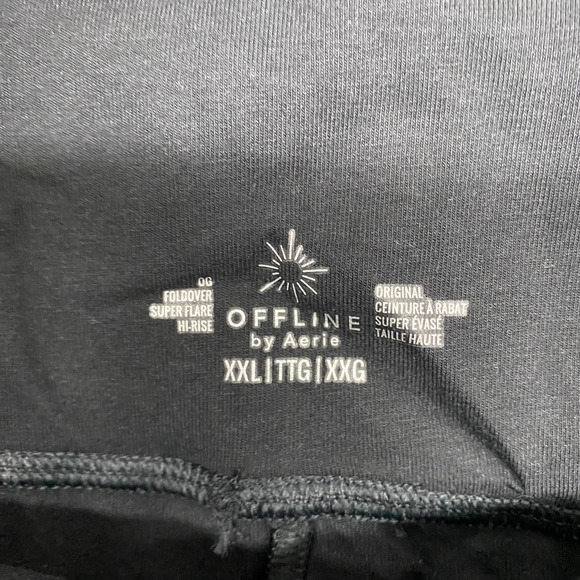 OG
FOLDOVER
SUPER FLARE
HI-RISE
OFFLINE
by Aerie
XXL|TTG|XXG
ORIGINAL
CEINTURE À RABAT
SUPER ÉVASÉ
TAILLE HAUTE